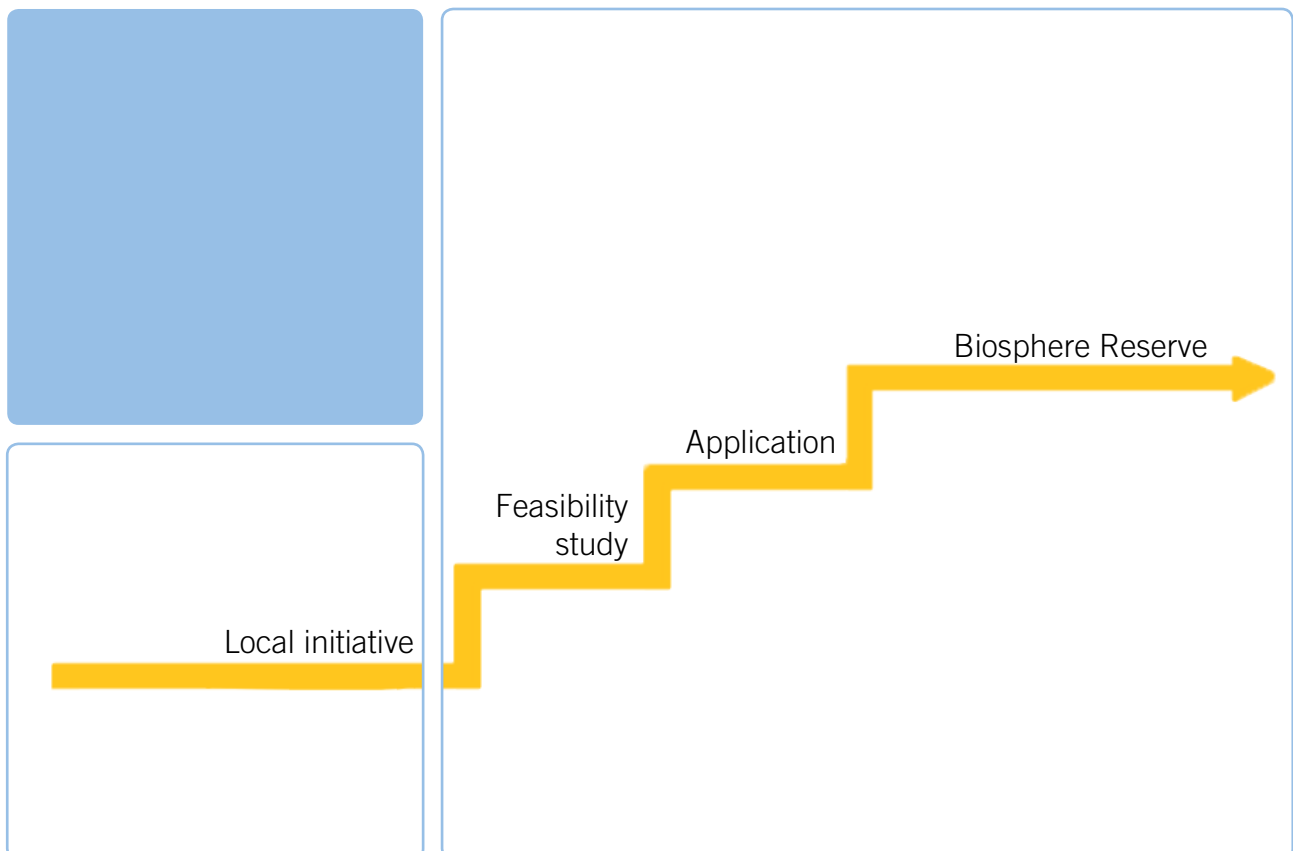 Biosphere Reserve
Application
Feasibility
study
Local initiative